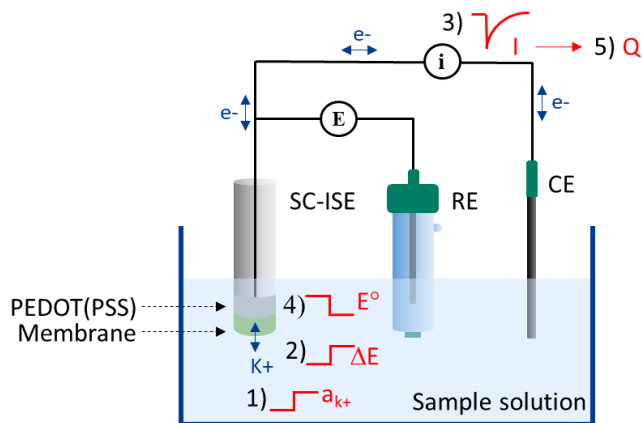 3)
e-
i
I
5) Q
e-
E
e-
SC-ISE
RE
CE
PEDOT(PSS)
4) E°
Membrane
K+
2) ΔE
1) aₖ₊
Sample solution